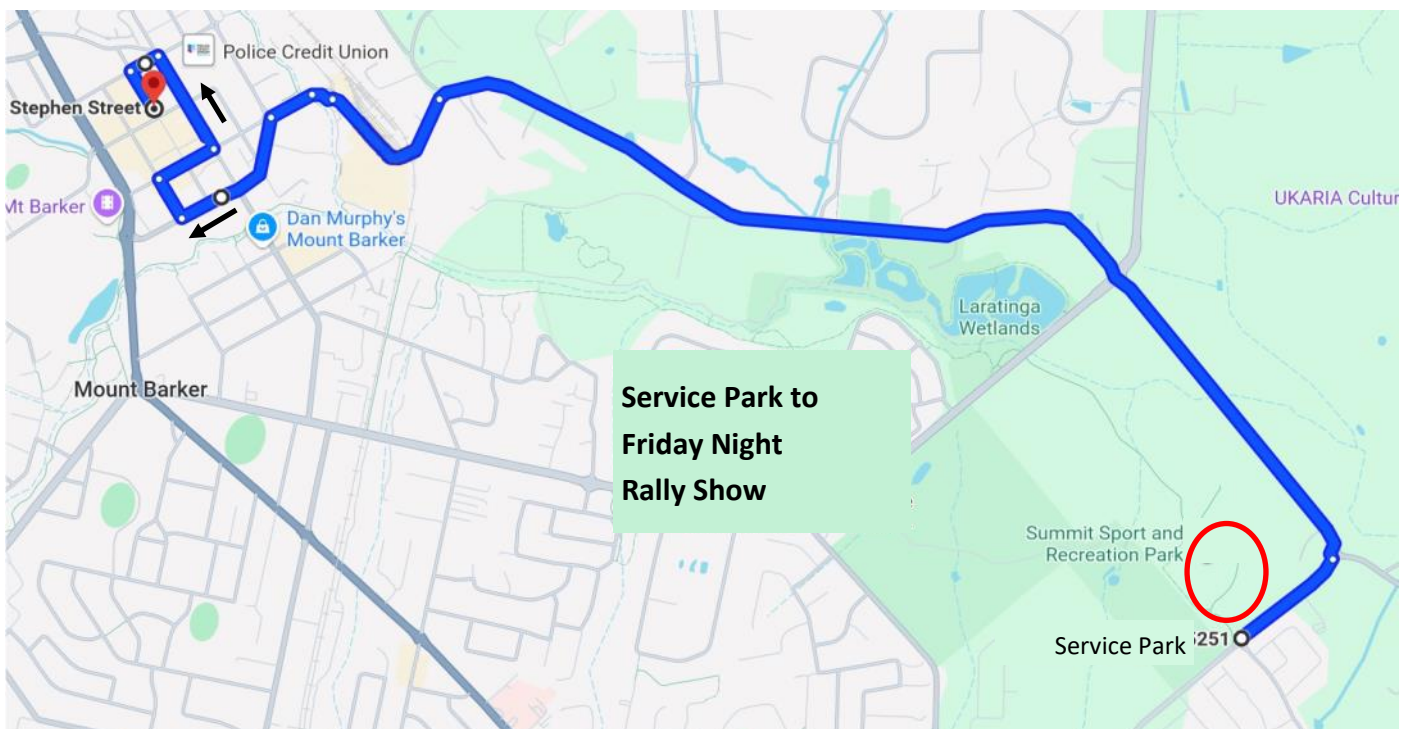 Police Credit Union
Stephen Street
Mt Barker
Dan Murphy's
Mount Barker
UKARIA Cultur
Laratinga
Wetlands
Mount Barker
Service Park to
Friday Night
Rally Show
Summit Sport and
Recreation Park
Service Park
5251